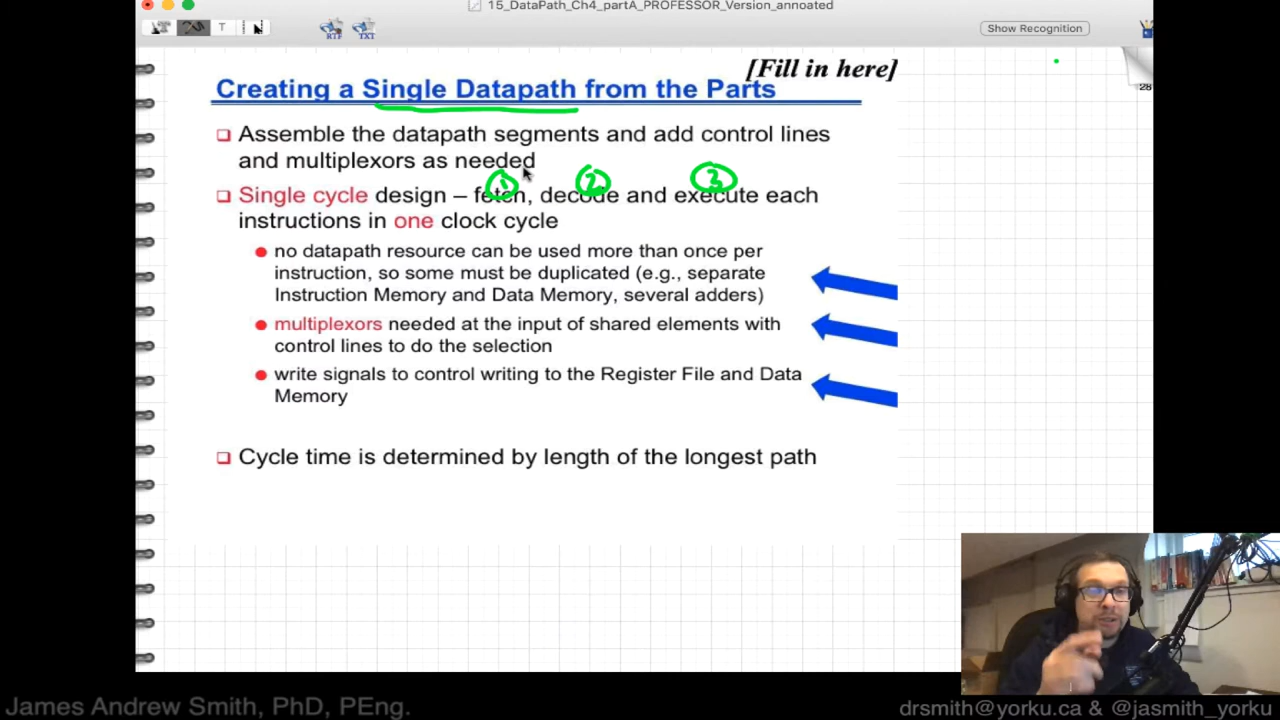 15_DataPath_Ch4_partA_PROFESSOR_Version_annoated
T
RTF
TXT
Show Recognition
[Fill in here]
28
Creating a Single Datapath from the Parts
Assemble the datapath segments and add control lines
and multiplexors as needed
1 2 3
Single cycle design – fetch, decode and execute each
instructions in one clock cycle
no datapath resource can be used more than once per
instruction, so some must be duplicated (e.g., separate
Instruction Memory and Data Memory, several adders)
multiplexors needed at the input of shared elements with
control lines to do the selection
write signals to control writing to the Register File and Data
Memory
Cycle time is determined by length of the longest path
James Andrew Smith, PhD, PEng.
drsmith@yorku.ca & @jasmith_yorku